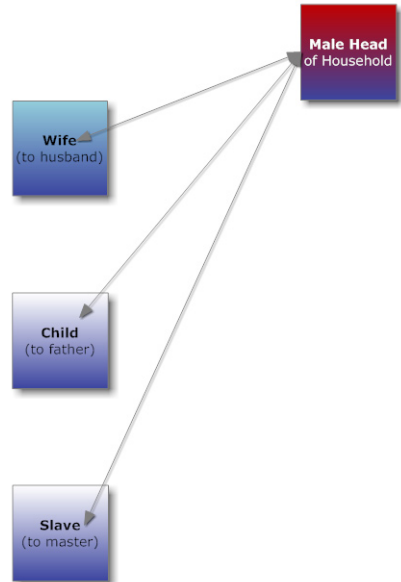 Male Head
of Household
Wife
(to husband)
Child
(to father)
Slave
(to master)